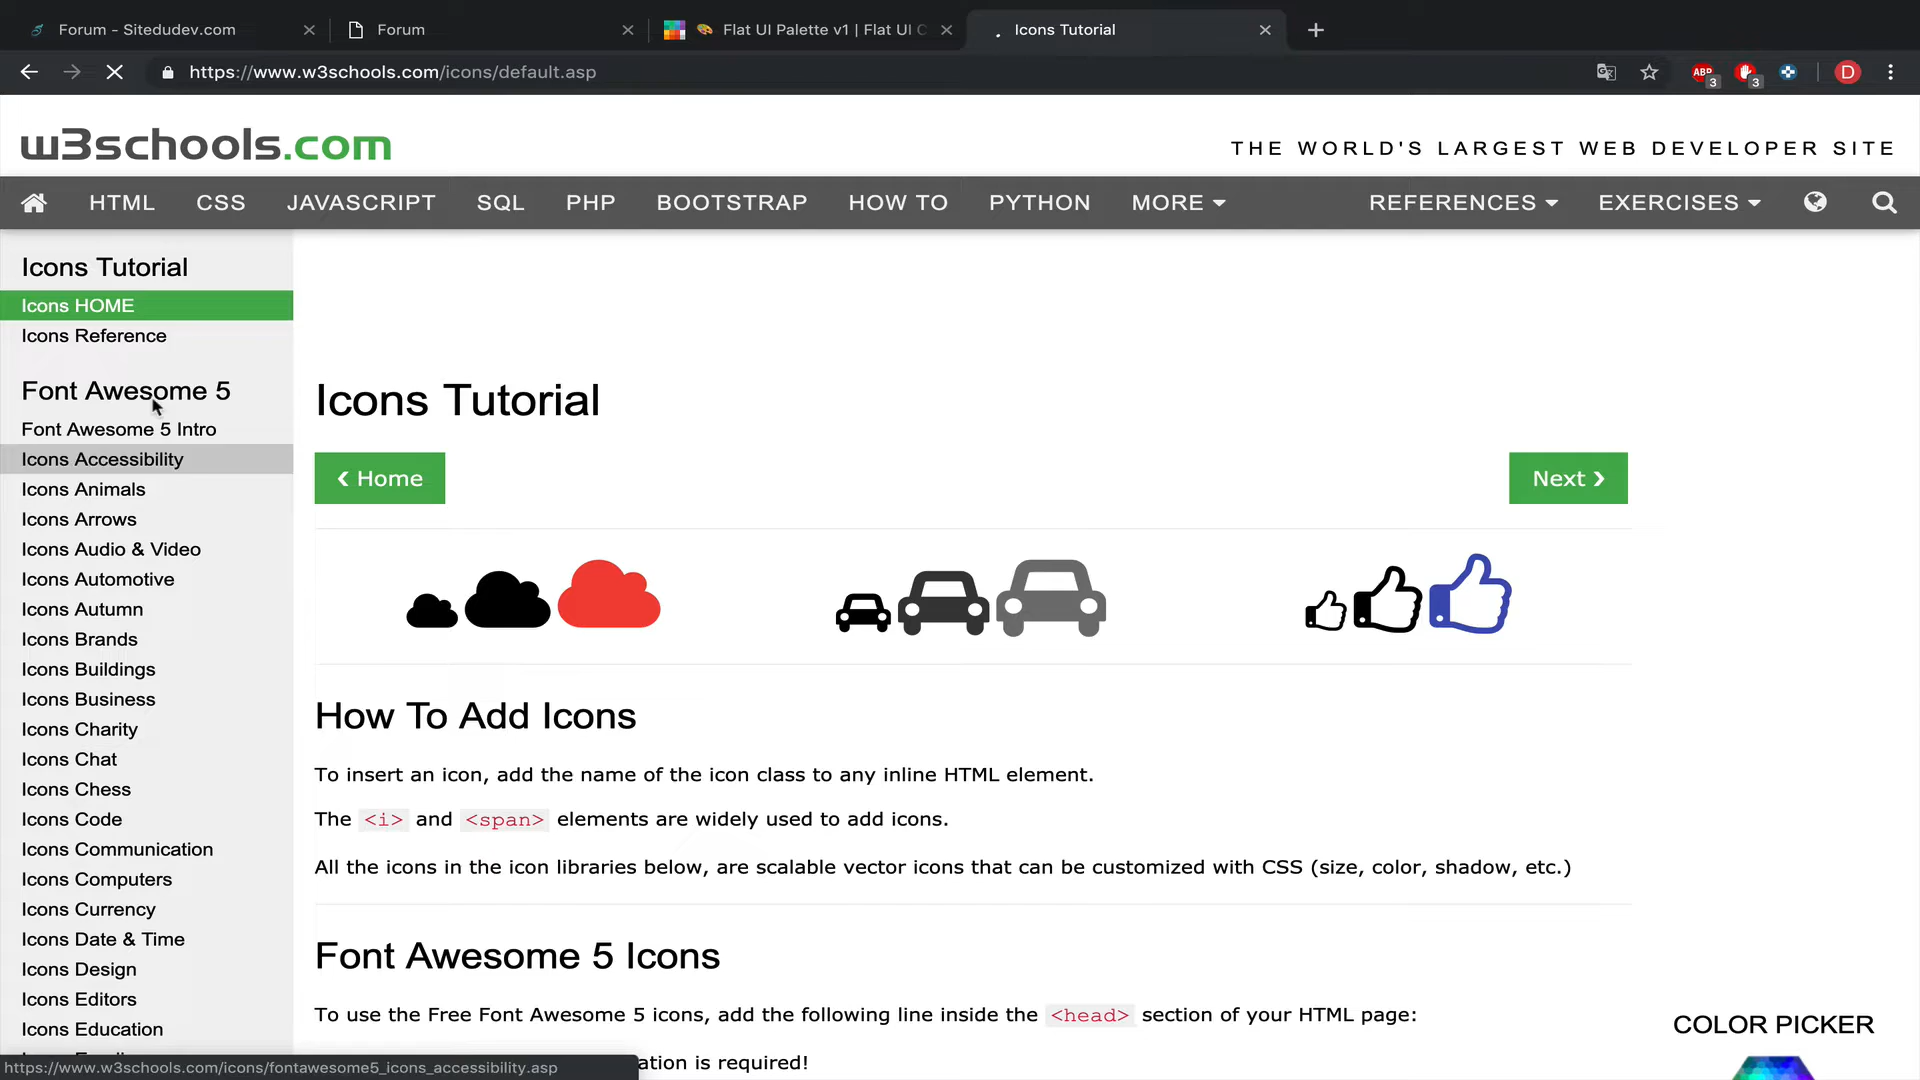 Forum - Sitedudev.com
Forum
Flat UI Palette v1 | Flat UI C
Icons Tutorial
https://www.w3schools.com/icons/default.asp
ABP
3
3
D
w3schools.com
THE WORLD'S LARGEST WEB DEVELOPER SITE
HTML
CSS
JAVASCRIPT
SQL
PHP
BOOTSTRAP
HOW TO
PYTHON
MORE
REFERENCES
EXERCISES
Icons Tutorial
Icons HOME
Icons Reference
Font Awesome 5
Font Awesome 5 Intro
Icons Accessibility
Icons Animals
Icons Arrows
Icons Audio & Video
Icons Automotive
Icons Autumn
Icons Brands
Icons Buildings
Icons Business
Icons Charity
Icons Chat
Icons Chess
Icons Code
Icons Communication
Icons Computers
Icons Currency
Icons Date & Time
Icons Design
Icons Editors
Icons Education
Icons Tutorial
❮ Home
Next ❯
How To Add Icons
To insert an icon, add the name of the icon class to any inline HTML element.
The <i> and <span> elements are widely used to add icons.
All the icons in the icon libraries below, are scalable vector icons that can be customized with CSS (size, color, shadow, etc.)
Font Awesome 5 Icons
To use the Free Font Awesome 5 icons, add the following line inside the <head> section of your HTML page:
ation is required!
COLOR PICKER
https://www.w3schools.com/icons/fontawesome5_icons_accessibility.asp